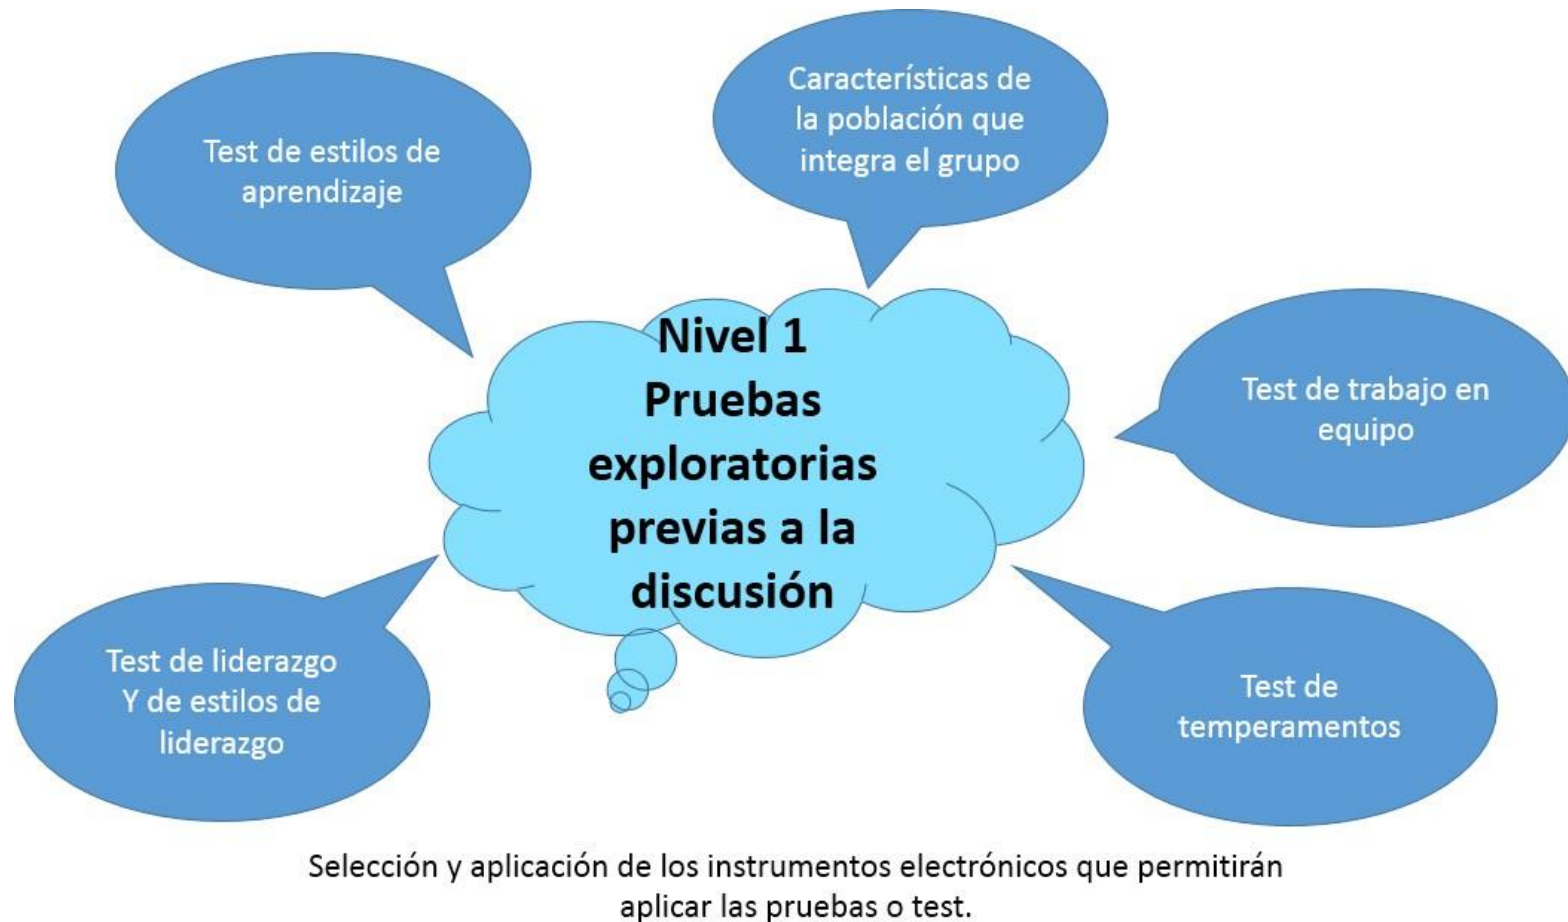 Test de estilos de
aprendizaje
Características de
la población que
integra el grupo
Nivel 1
Pruebas
exploratorias
previas a la
discusión
Test de trabajo en
equipo
Test de liderazgo
Y de estilos de
liderazgo
Test de
temperamentos
Selección y aplicación de los instrumentos electrónicos que permitirán
aplicar las pruebas o test.